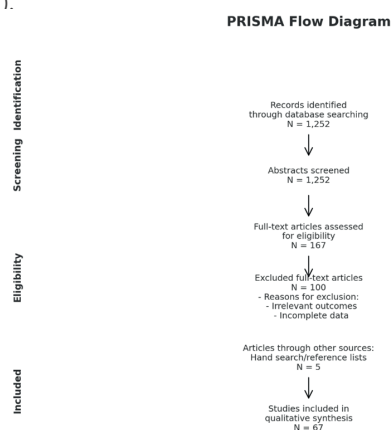 ).
PRISMA Flow Diagram
Identification
Records identified
through database searching
N = 1,252
Screening
Abstracts screened
N = 1,252
Full-text articles assessed
for eligibility
N = 167
Eligibility
Excluded full-text articles
N = 100
- Reasons for exclusion:
- Irrelevant outcomes
- Incomplete data
Articles through other sources:
Hand search/reference lists
N = 5
Included
Studies included in
qualitative synthesis
N = 67